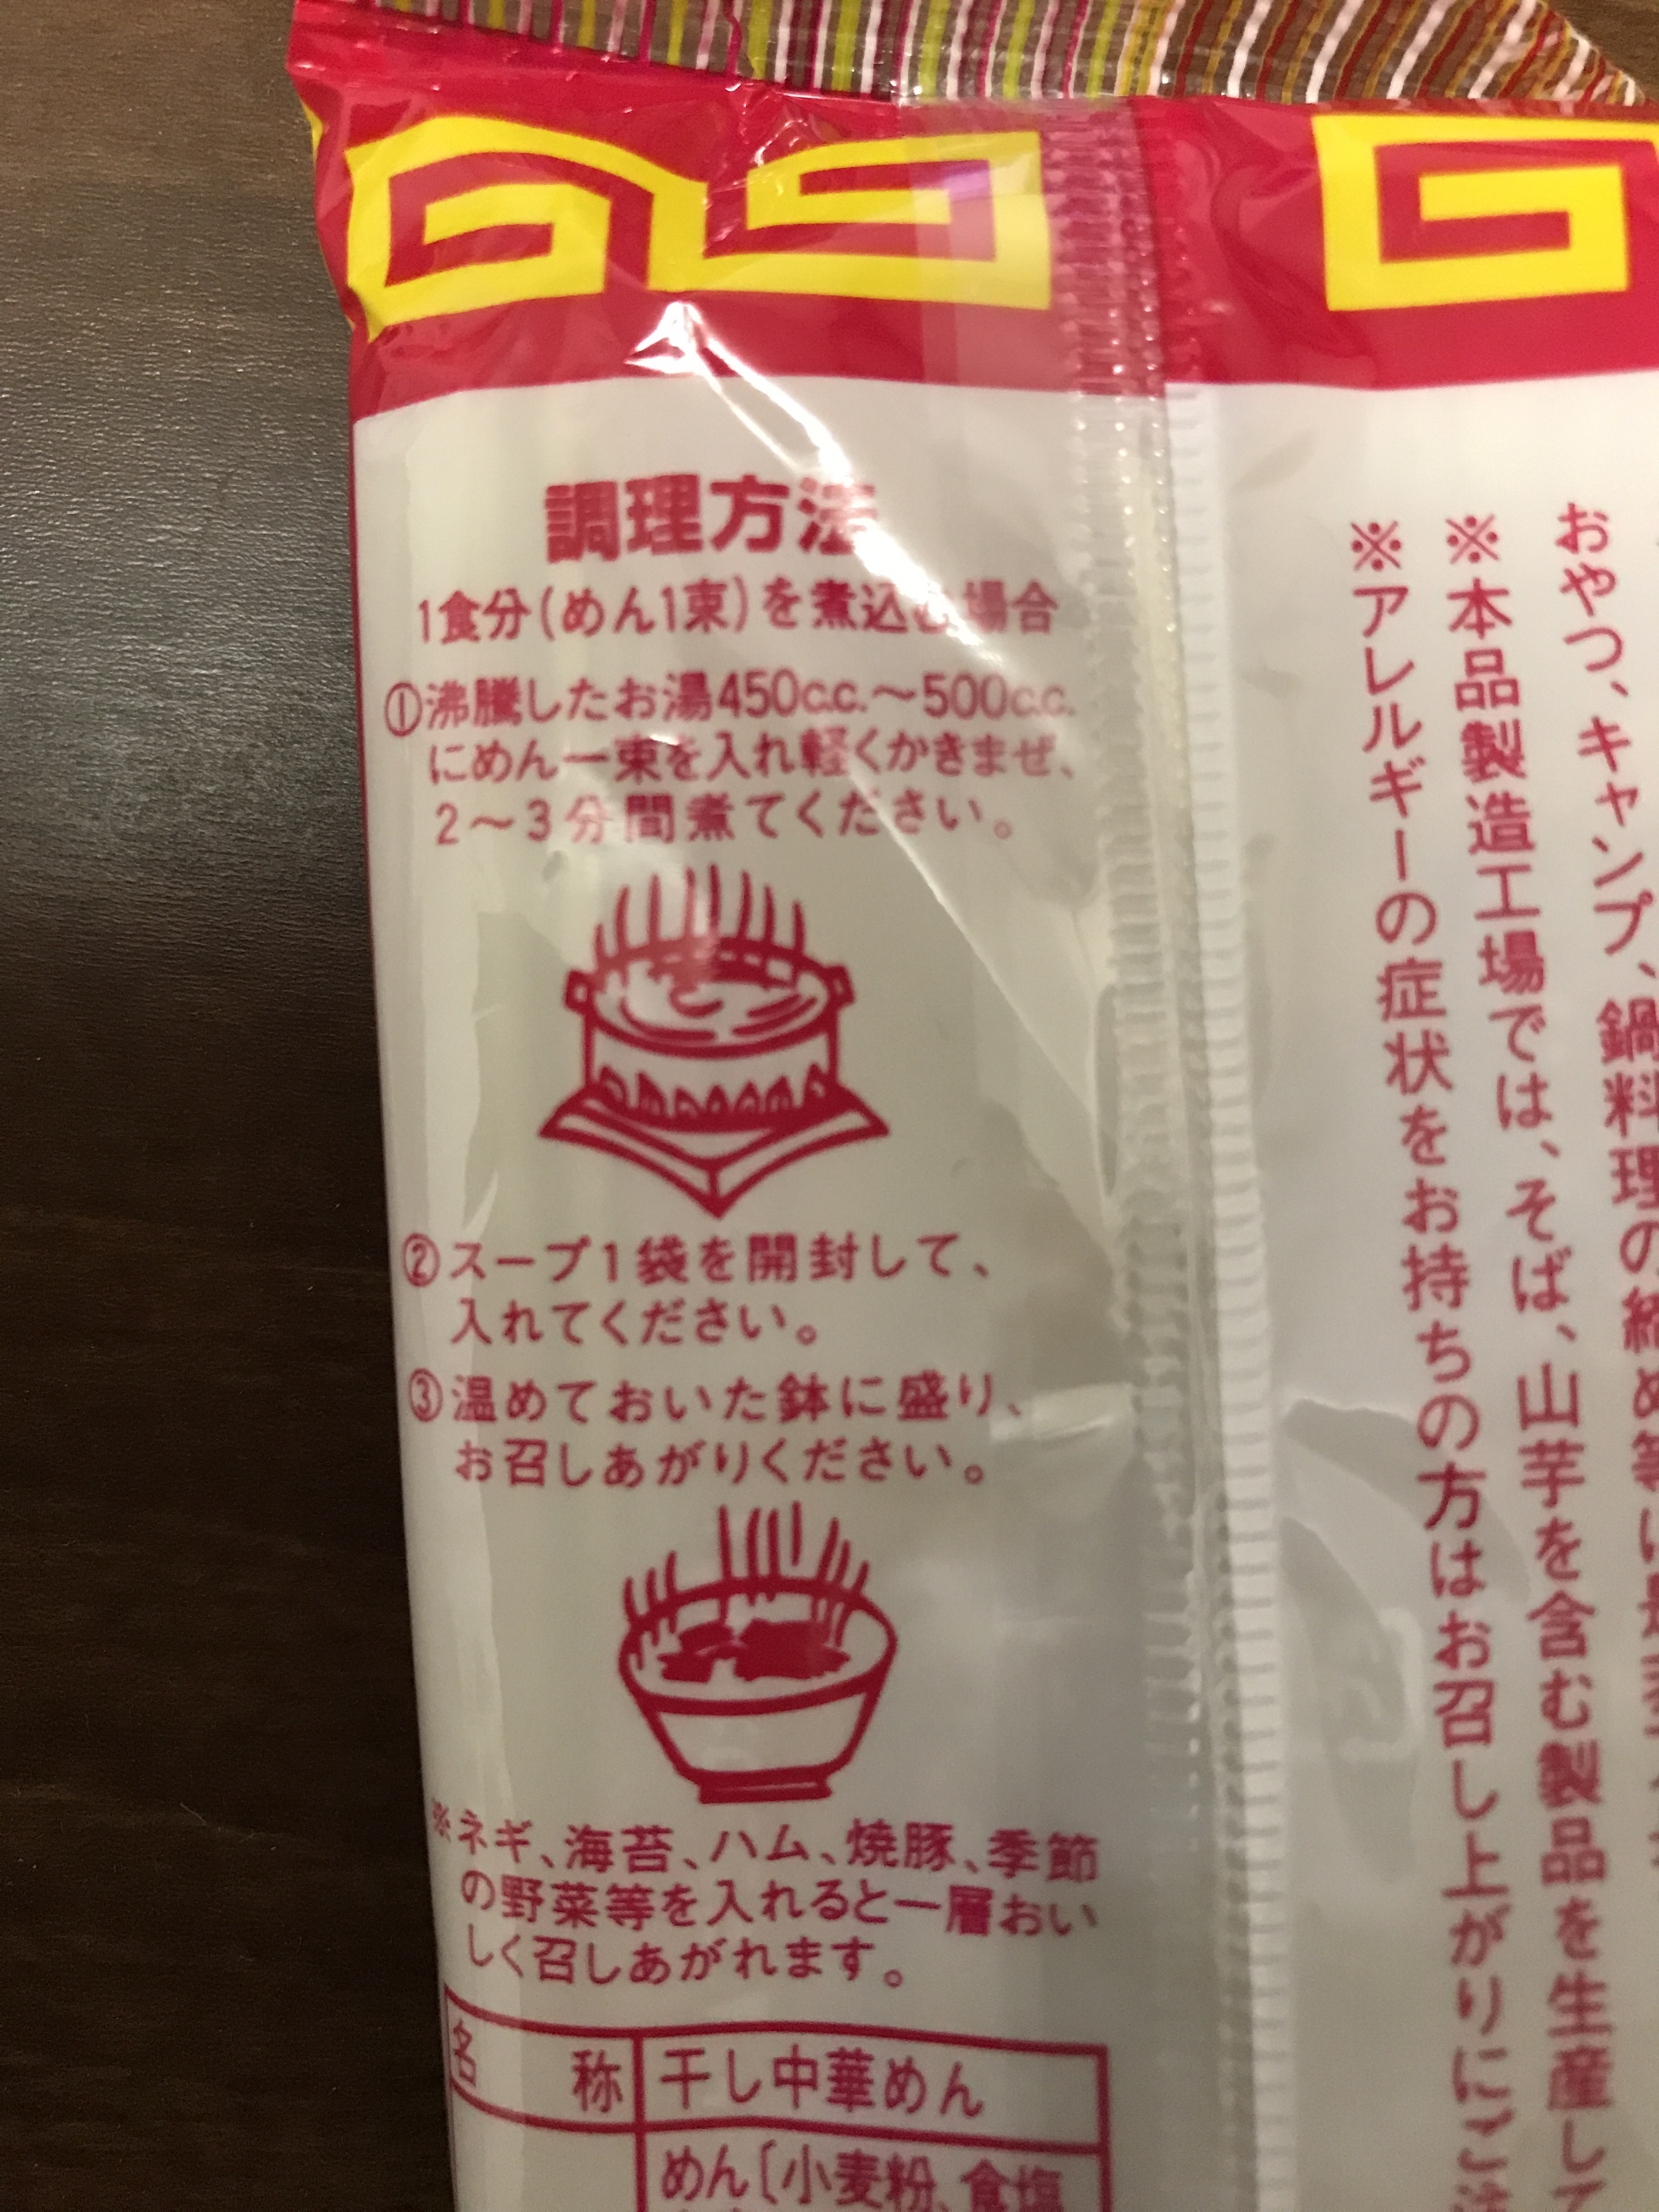 調理方法
1食分(めん1束)を煮込む場合
①沸騰したお湯450c.c.〜500c.c.
にめん一束を入れ軽くかきまぜ、
2〜3分間煮てください。
②スープ1袋を開封して、
入れてください。
③温めておいた鉢に盛り、
お召しあがりください。
※ネギ、海苔、ハム、焼豚、季節
の野菜等を入れると一層おい
しく召しあがれます。
名称 干し中華めん
めん〔小麦粉、食塩
おやつ、キャンプ、鍋料理の締め等に
※本品製造工場では、そば、山芋を含む製品を生産して
※アレルギーの症状をお持ちの方はお召し上がりにご注